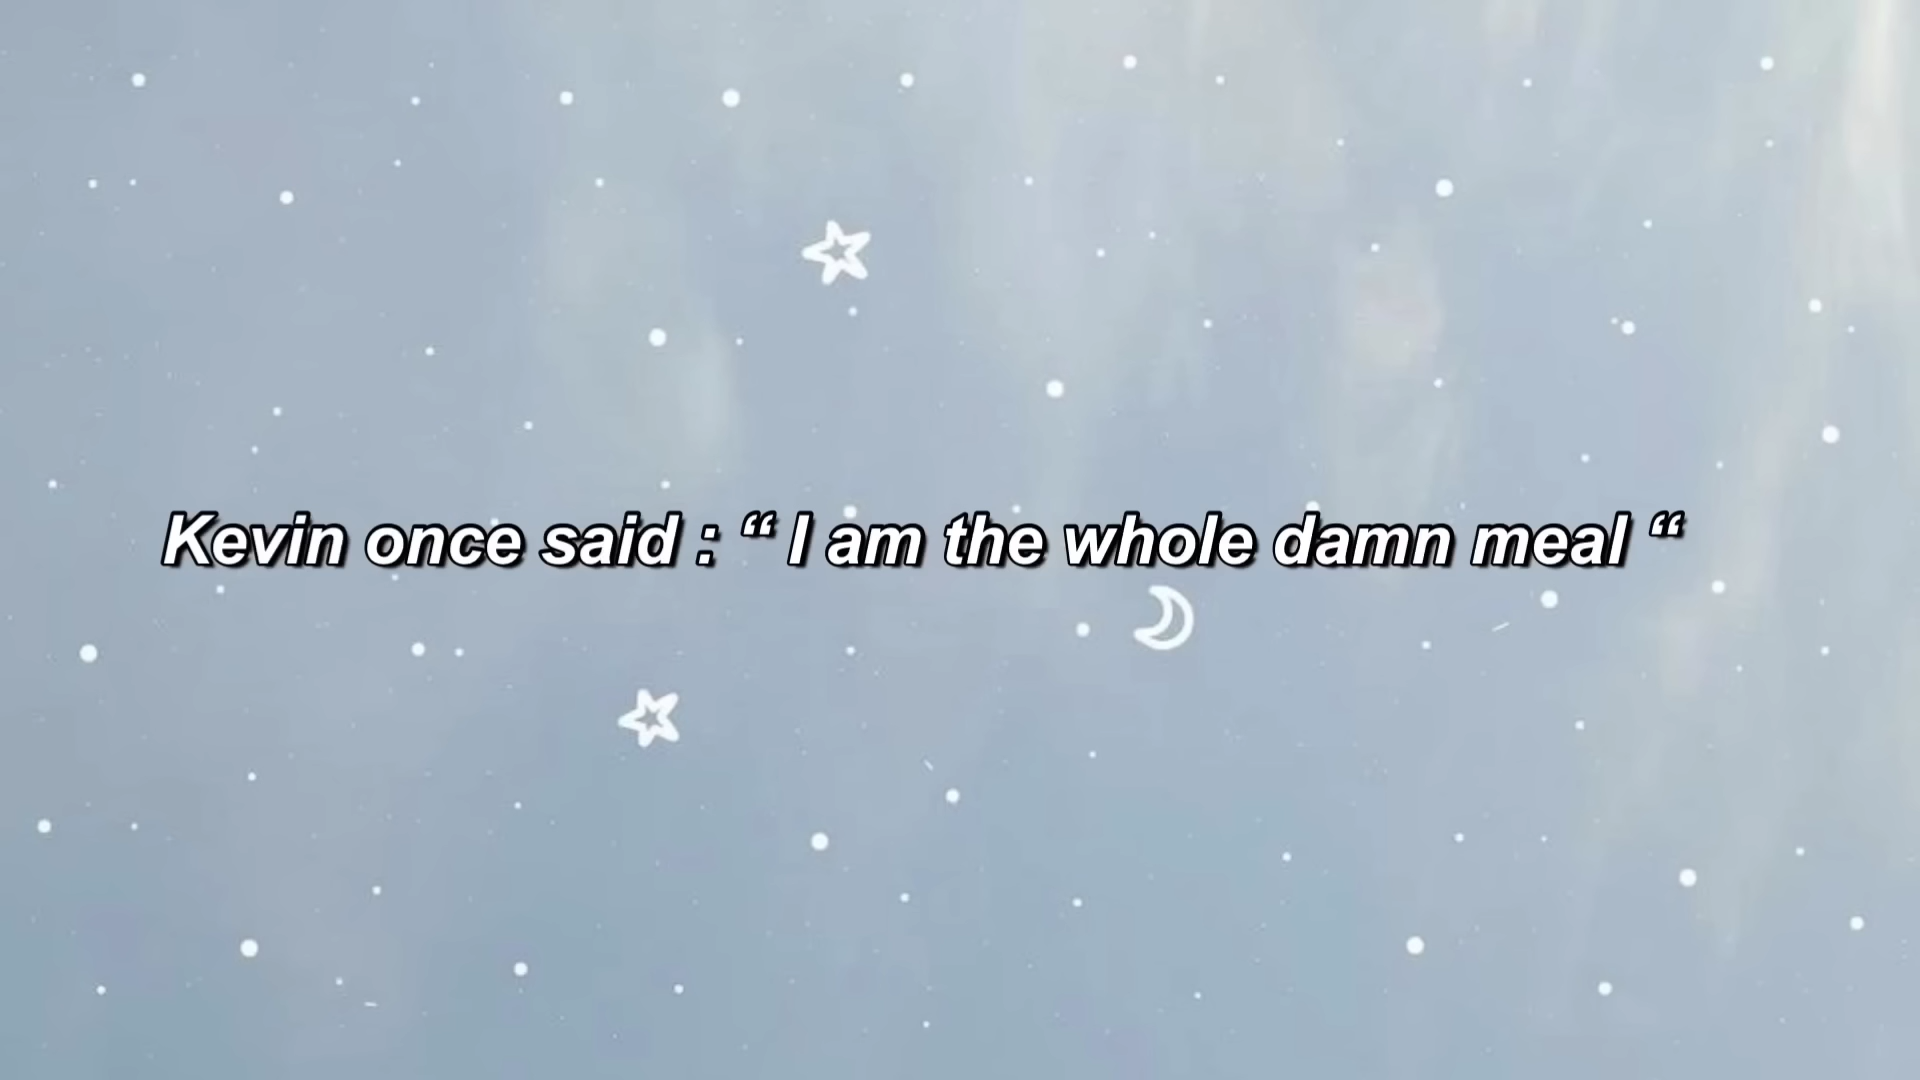 Kevin once said : “ I am the whole damn meal “